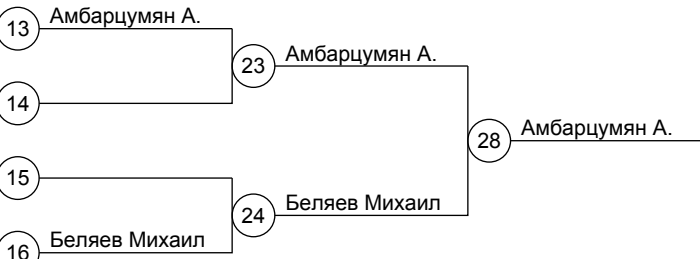 13 Амбарцумян А.
23 Амбарцумян А.
14
28 Амбарцумян А.
15
24 Беляев Михаил
16 Беляев Михаил